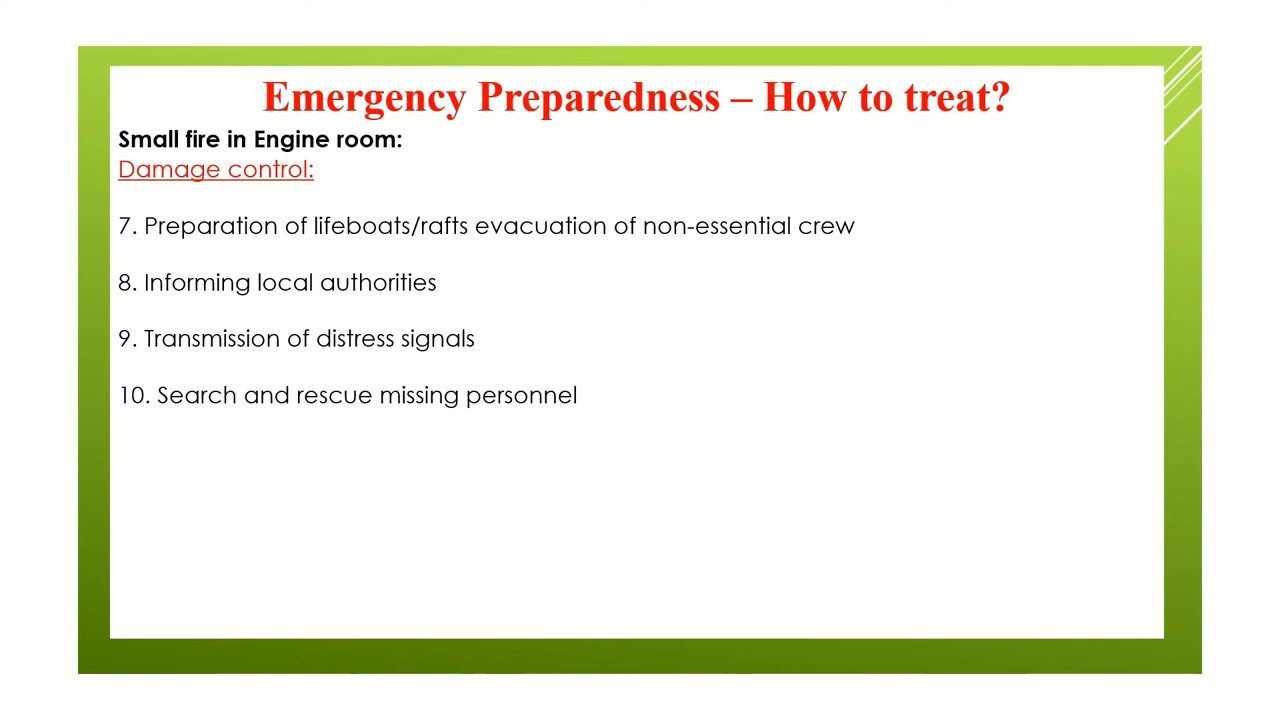 Emergency Preparedness – How to treat?
Small fire in Engine room:
Damage control:
7. Preparation of lifeboats/rafts evacuation of non-essential crew
8. Informing local authorities
9. Transmission of distress signals
10. Search and rescue missing personnel